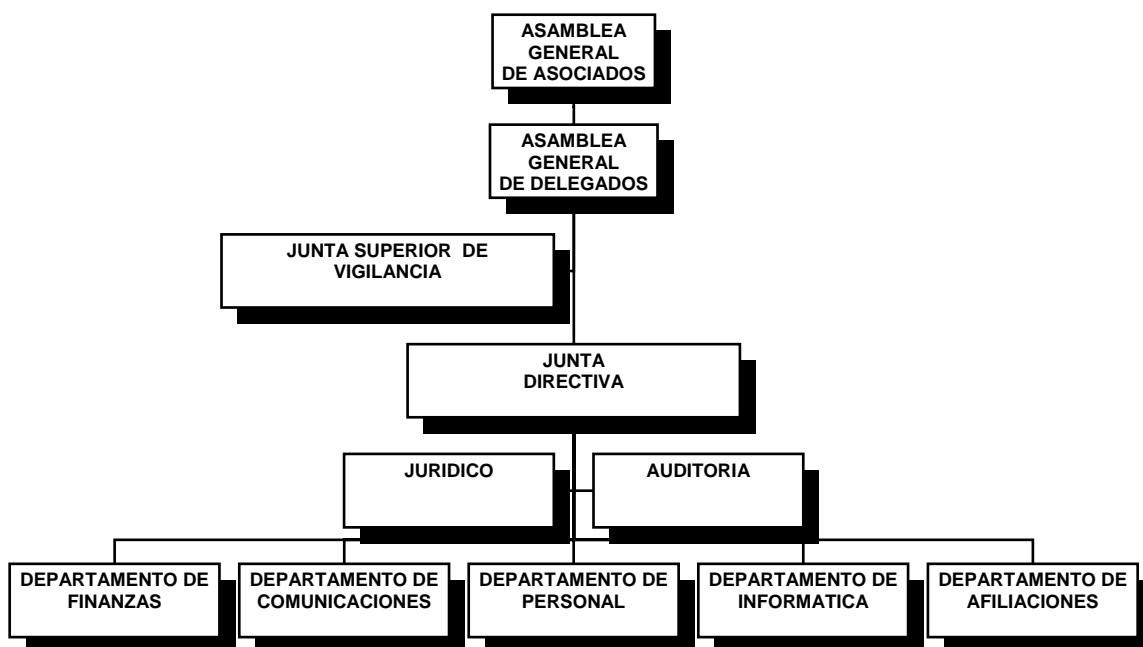 ASAMBLEA
GENERAL
DE ASOCIADOS
ASAMBLEA
GENERAL
DE DELEGADOS
JUNTA SUPERIOR DE
VIGILANCIA
JUNTA
DIRECTIVA
JURIDICO
AUDITORIA
DEPARTAMENTO DE
FINANZAS
DEPARTAMENTO DE
COMUNICACIONES
DEPARTAMENTO DE
PERSONAL
DEPARTAMENTO DE
INFORMATICA
DEPARTAMENTO DE
AFILIACIONES